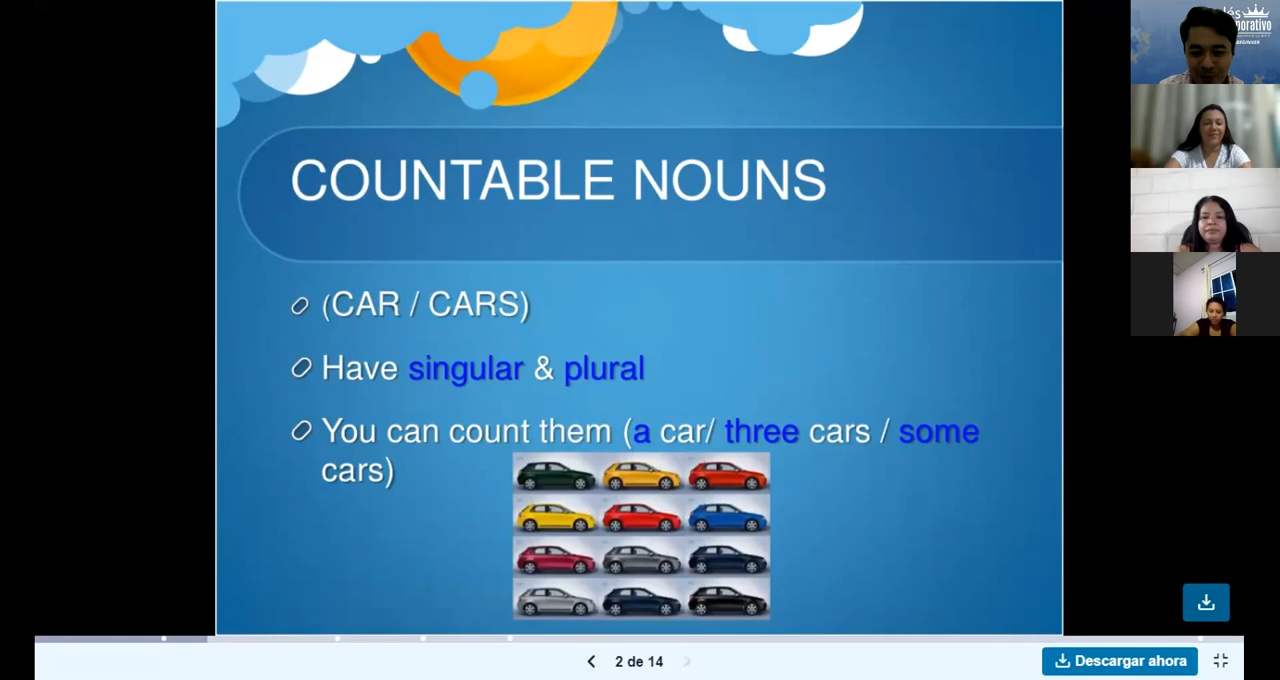 COUNTABLE NOUNS
(CAR / CARS)
Have singular & plural
You can count them (a car/ three cars / some
cars)
2 de 14
Descargar ahora
BEGINNER